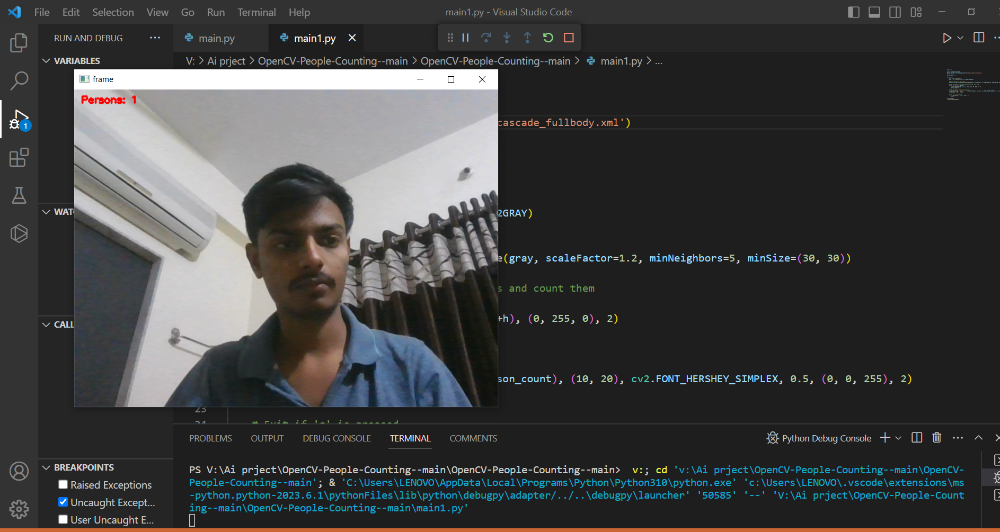 File Edit Selection View Go Run Terminal Help
main1.py - Visual Studio Code
RUN AND DEBUG ...
main.py
main1.py
VARIABLES
V: > Ai prject > OpenCV-People-Counting--main > OpenCV-People-Counting--main > main1.py > ...
frame
Persons: 1
1
cascade_fullbody.xml')
WAT
2GRAY)
e(gray, scaleFactor=1.2, minNeighbors=5, minSize=(30, 30))
s and count them
+h), (0, 255, 0), 2)
CALL
son_count), (10, 20), cv2.FONT_HERSHEY_SIMPLEX, 0.5, (0, 0, 255), 2)
23
24 # Exit if 'q' is pressed
PROBLEMS OUTPUT DEBUG CONSOLE TERMINAL COMMENTS
Python Debug Console
BREAKPOINTS
Raised Exceptions
Uncaught Except...
User Uncaught E...
PS V:\Ai prject\OpenCV-People-Counting--main\OpenCV-People-Counting--main>  v:; cd 'v:\Ai prject\OpenCV-People-Counting--main\OpenCV-
People-Counting--main'; & 'C:\Users\LENOVO\AppData\Local\Programs\Python\Python310\python.exe' 'c:\Users\LENOVO\.vscode\extensions\ms
-python.python-2023.6.1\pythonFiles\lib\python\debugpy\adapter/../..\debugpy\launcher' '50585' '--' 'V:\Ai prject\OpenCV-People-Count
ing--main\OpenCV-People-Counting--main\main1.py'